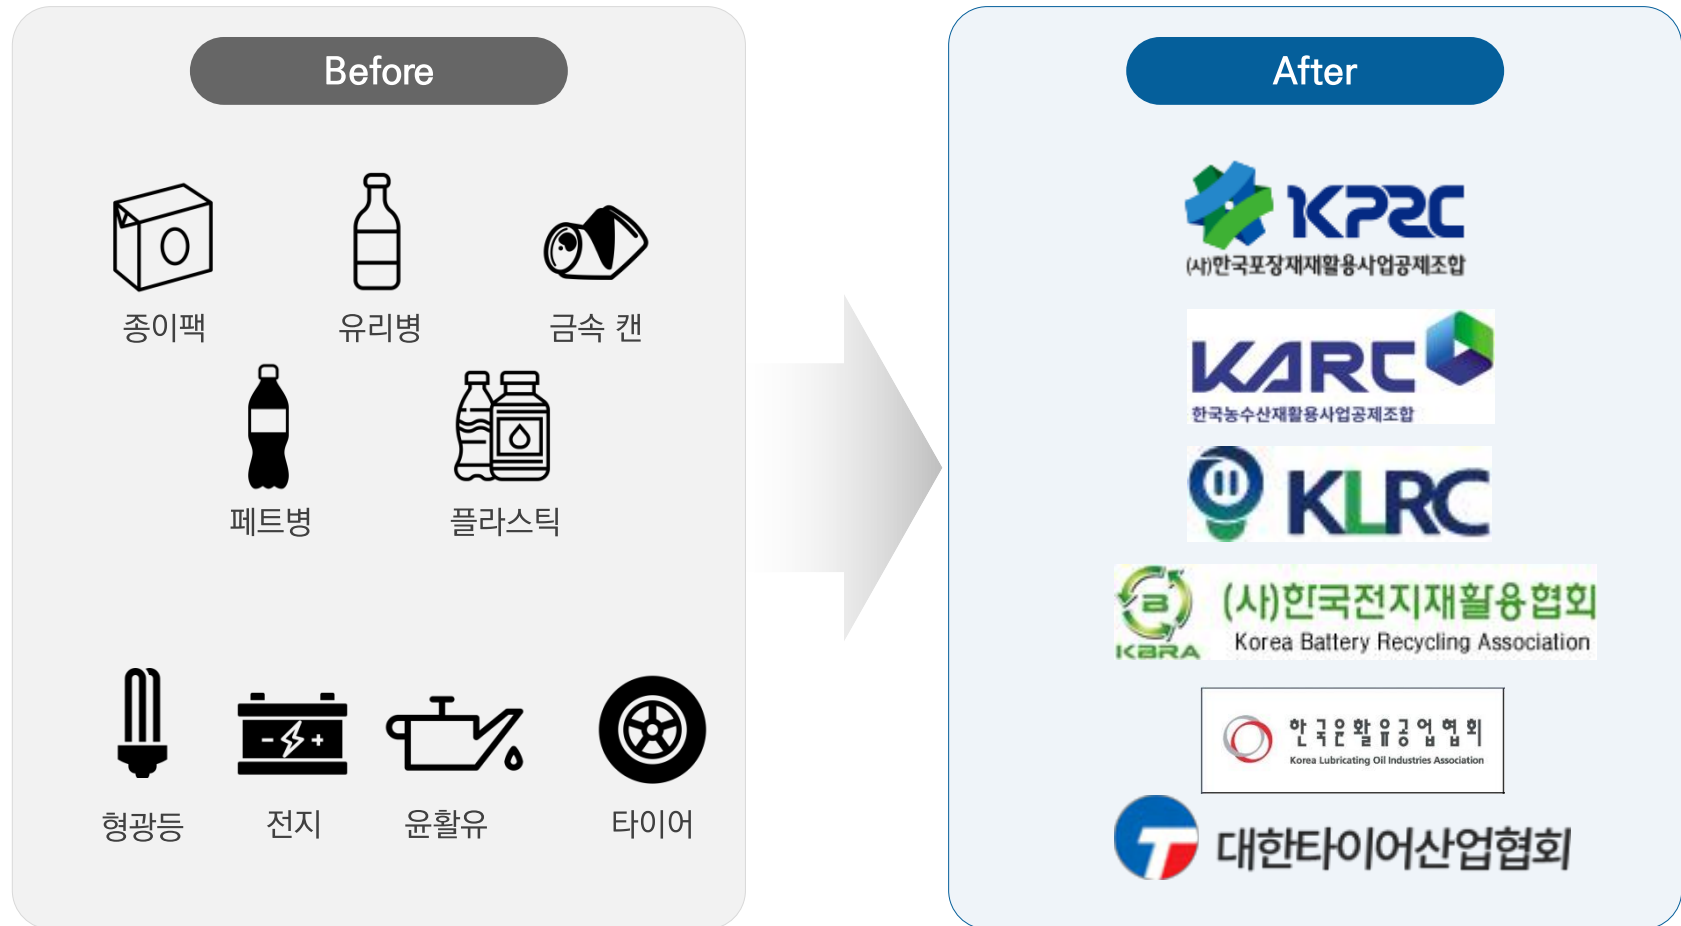 Before
종이팩
유리병
금속 캔
페트병
플라스틱
형광등
전지
윤활유
타이어
After
KPRC
(사)한국포장재재활용사업공제조합
KARC
한국농수산재활용사업공제조합
KLRC
B
KBRA
(사)한국전지재활용협회
Korea Battery Recycling Association
한국윤활유공업협회
Korea Lubricating Oil Industries Association
대한타이어산업협회